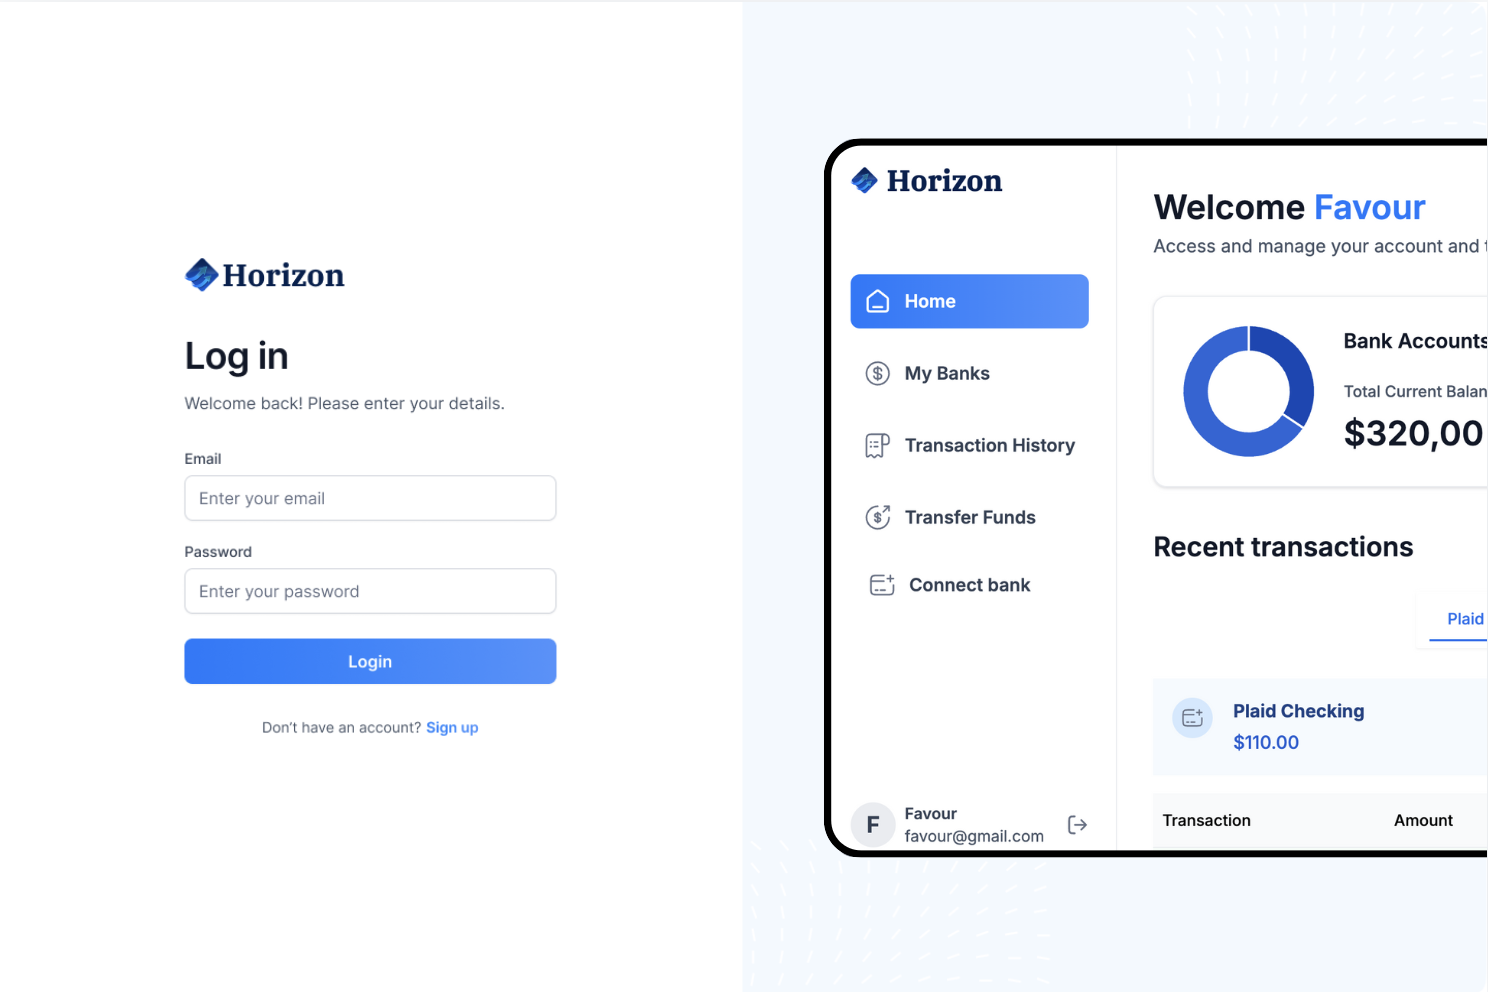 Horizon
Log in
Welcome back! Please enter your details.
Email
Enter your email
Password
Enter your password
Login
Don't have an account? Sign up
Horizon
Home
My Banks
Transaction History
Transfer Funds
Connect bank
F
Favour
favour@gmail.com
Welcome Favour
Access and manage your account and
Bank Accounts
Total Current Balan
$320,00
Recent transactions
Plaid
Plaid Checking
$110.00
Transaction Amount